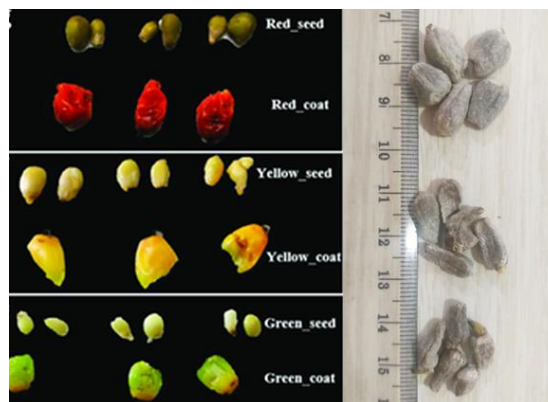 Red_seed
Red_coat
Yellow_seed
Yellow_coat
Green_seed
Green_coat
7
8
9
10
11
12
13
14
15